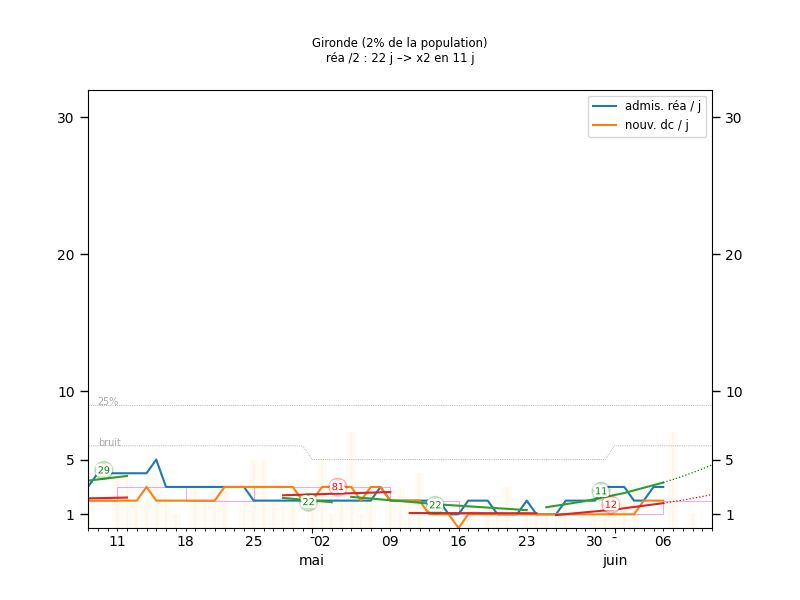 Gironde (2% de la population)
réa /2 : 22 j –> x2 en 11 j
admis. réa / j
nouv. dc / j
30
30
20
20
10
10
25%
bruit
5
5
29
81
22
22
11
12
1
1
11 18 25 02 09 16 23 30 06
mai juin